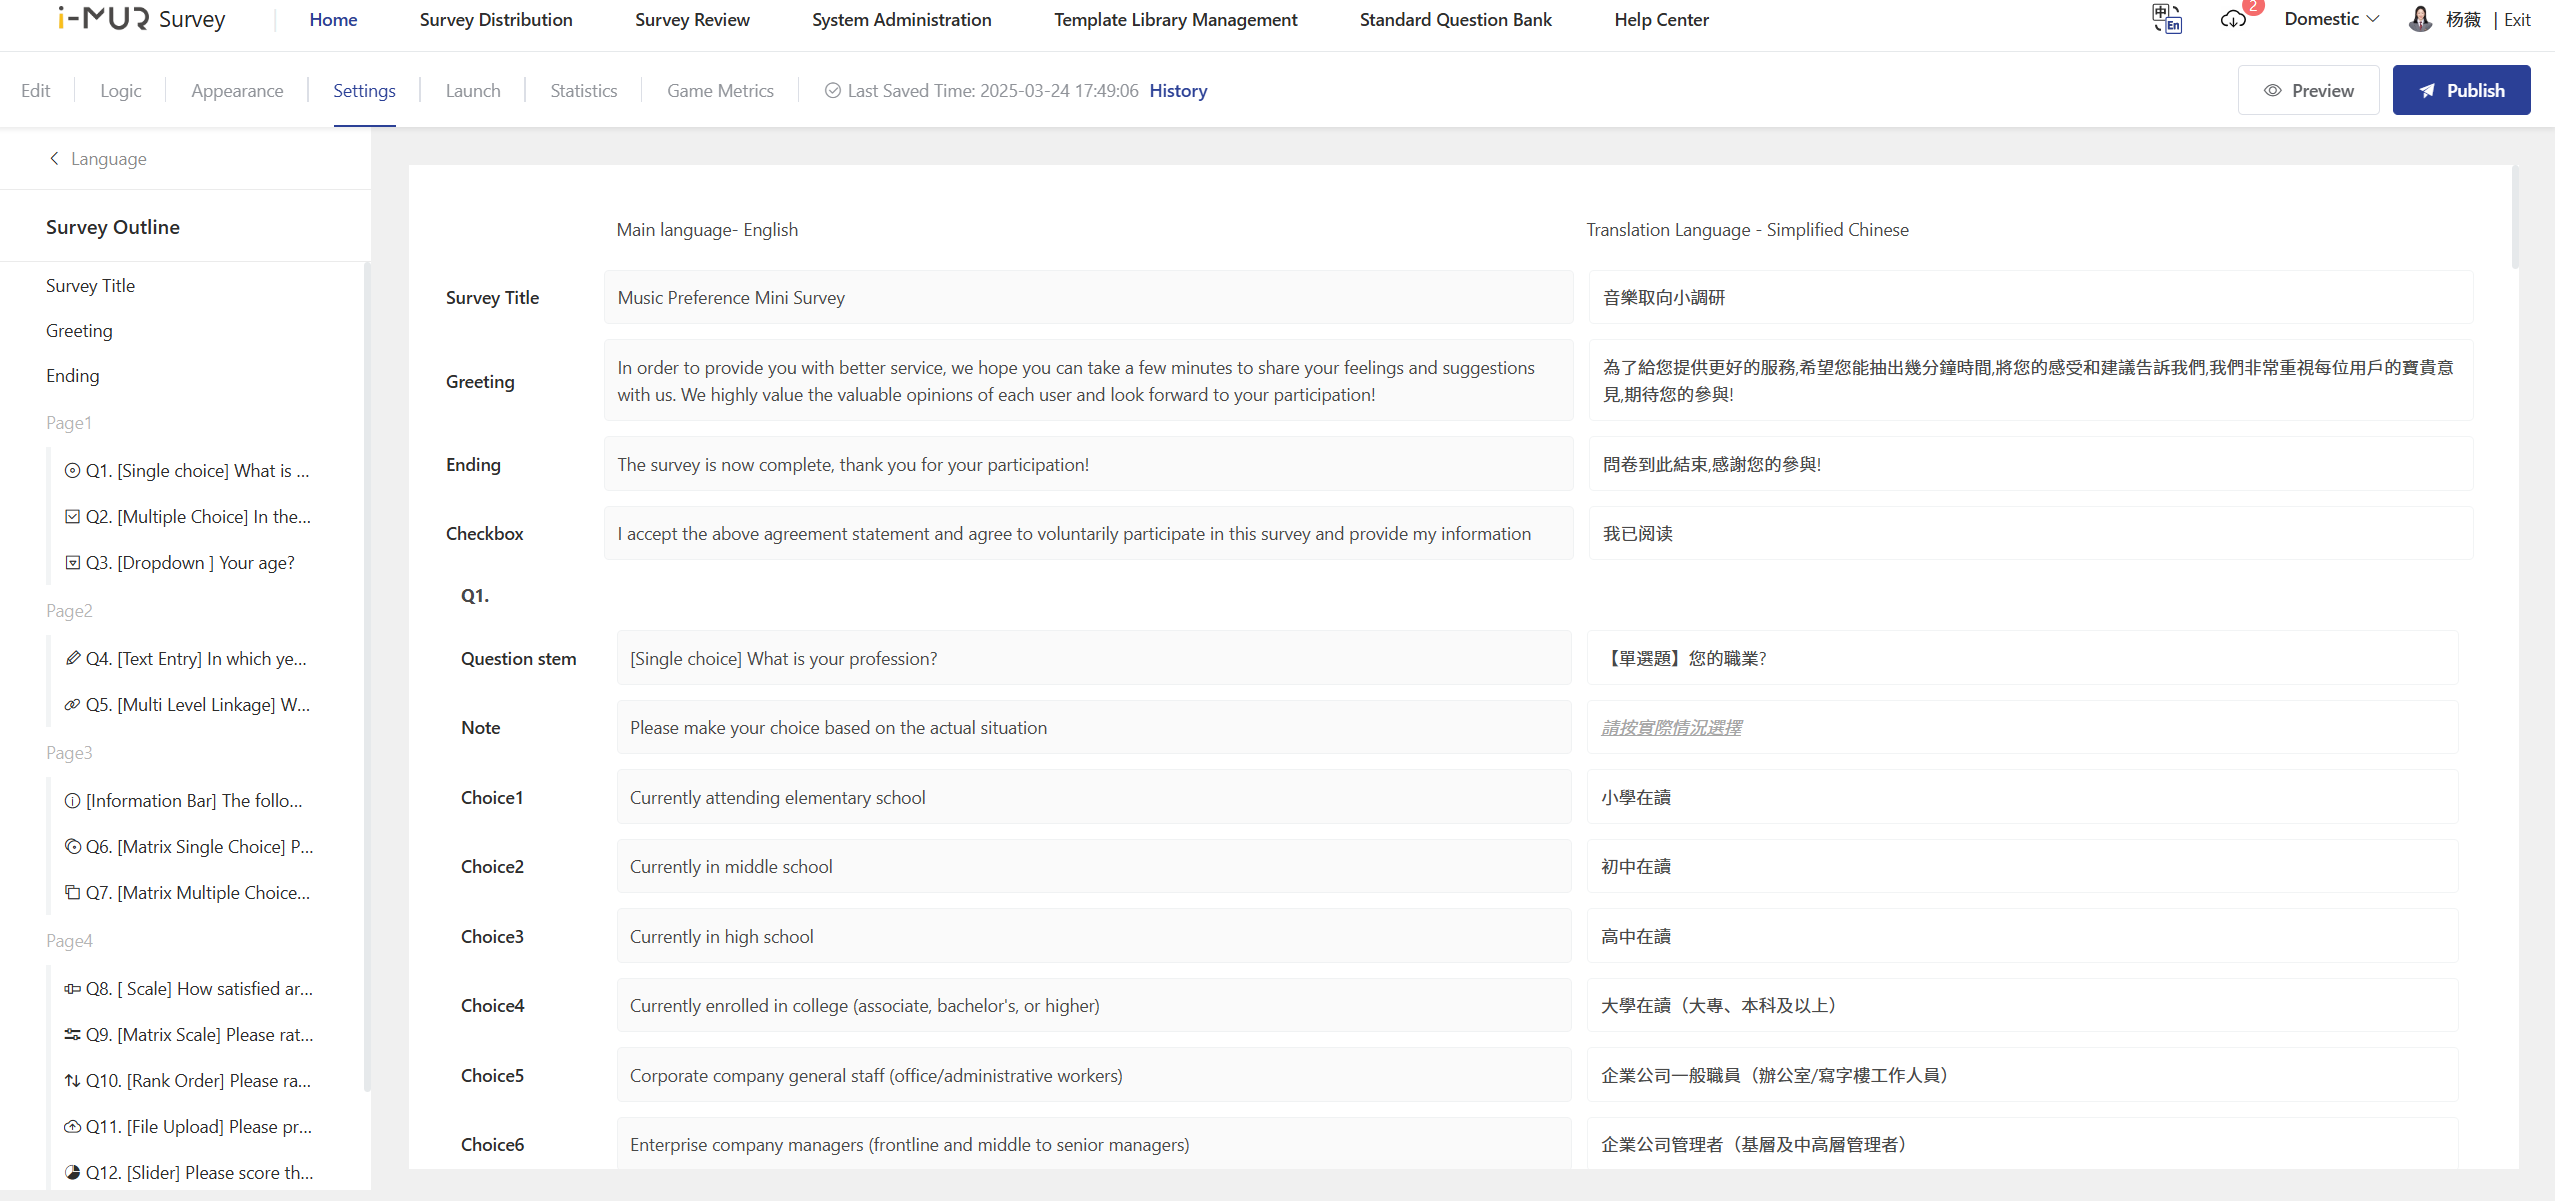 i-MUR Survey
Home
Survey Distribution
Survey Review
System Administration
Template Library Management
Standard Question Bank
Help Center
中 En
2
Domestic
杨薇
| Exit
Edit
Logic
Appearance
Settings
Launch
Statistics
Game Metrics
Last Saved Time: 2025-03-24 17:49:06 History
Preview
Publish
Language
Survey Outline
Survey Title
Greeting
Ending
Page1
Q1. [Single choice] What is ...
Q2. [Multiple Choice] In the...
Q3. [Dropdown ] Your age?
Page2
Q4. [Text Entry] In which ye...
Q5. [Multi Level Linkage] W...
Page3
[Information Bar] The follo...
Q6. [Matrix Single Choice] P...
Q7. [Matrix Multiple Choice...
Page4
Q8. [ Scale] How satisfied ar...
Q9. [Matrix Scale] Please rat...
Q10. [Rank Order] Please ra...
Q11. [File Upload] Please pr...
Q12. [Slider] Please score th...
Main language- English
Translation Language - Simplified Chinese
Survey Title
Music Preference Mini Survey
音樂取向小調研
Greeting
In order to provide you with better service, we hope you can take a few minutes to share your feelings and suggestions
with us. We highly value the valuable opinions of each user and look forward to your participation!
為了給您提供更好的服務,希望您能抽出幾分鐘時間,將您的感受和建議告訴我們,我們非常重視每位用戶的寶貴意
見,期待您的參與!
Ending
The survey is now complete, thank you for your participation!
問卷到此結束,感謝您的參與!
Checkbox
I accept the above agreement statement and agree to voluntarily participate in this survey and provide my information
我已阅读
Q1.
Question stem
[Single choice] What is your profession?
【單選題】您的職業?
Note
Please make your choice based on the actual situation
請按實際情況選擇
Choice1
Currently attending elementary school
小學在讀
Choice2
Currently in middle school
初中在讀
Choice3
Currently in high school
高中在讀
Choice4
Currently enrolled in college (associate, bachelor's, or higher)
大學在讀（大專、本科及以上）
Choice5
Corporate company general staff (office/administrative workers)
企業公司一般職員（辦公室/寫字樓工作人員）
Choice6
Enterprise company managers (frontline and middle to senior managers)
企業公司管理者（基層及中高層管理者）